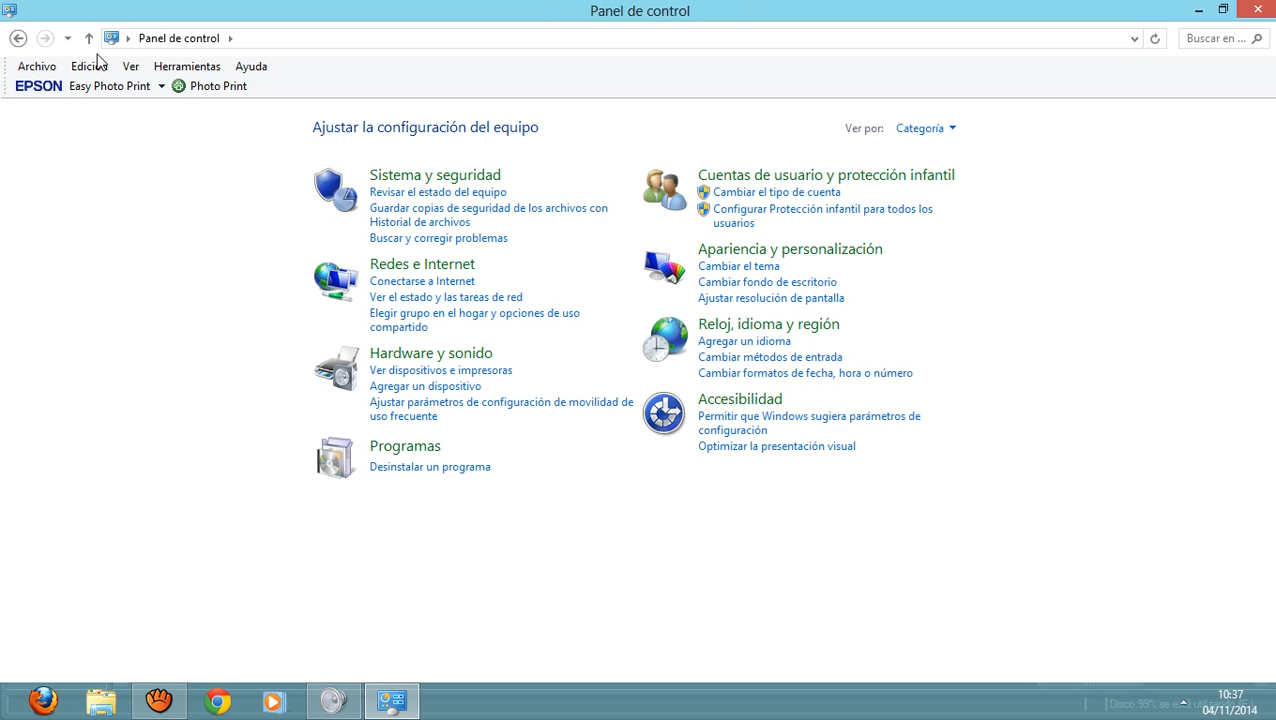 Panel de control
Panel de control
Buscar en ...
Archivo Edición Ver Herramientas Ayuda
EPSON Easy Photo Print Photo Print
Ajustar la configuración del equipo
Ver por: Categoría
Sistema y seguridad
Revisar el estado del equipo
Guardar copias de seguridad de los archivos con
Historial de archivos
Buscar y corregir problemas
Redes e Internet
Conectarse a Internet
Ver el estado y las tareas de red
Elegir grupo en el hogar y opciones de uso
compartido
Hardware y sonido
Ver dispositivos e impresoras
Agregar un dispositivo
Ajustar parámetros de configuración de movilidad de
uso frecuente
Programas
Desinstalar un programa
Cuentas de usuario y protección infantil
Cambiar el tipo de cuenta
Configurar Protección infantil para todos los
usuarios
Apariencia y personalización
Cambiar el tema
Cambiar fondo de escritorio
Ajustar resolución de pantalla
Reloj, idioma y región
Agregar un idioma
Cambiar métodos de entrada
Cambiar formatos de fecha, hora o número
Accesibilidad
Permitir que Windows sugiera parámetros de
configuración
Optimizar la presentación visual
10:37
04/11/2014